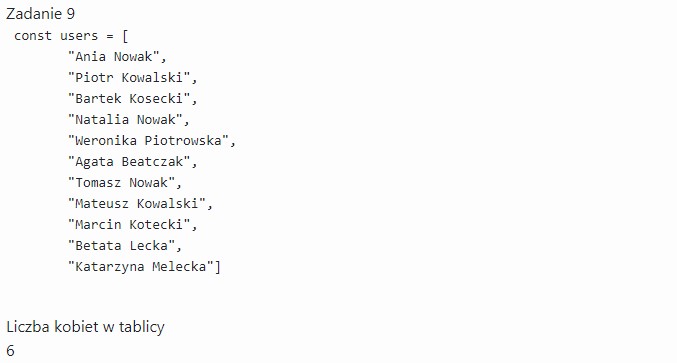 Zadanie 9
const users = [
"Ania Nowak",
"Piotr Kowalski",
"Bartek Kosecki",
"Natalia Nowak",
"Weronika Piotrowska",
"Agata Beatczak",
"Tomasz Nowak",
"Mateusz Kowalski",
"Marcin Kotecki",
"Betata Lecka",
"Katarzyna Melecka"]
Liczba kobiet w tablicy
6